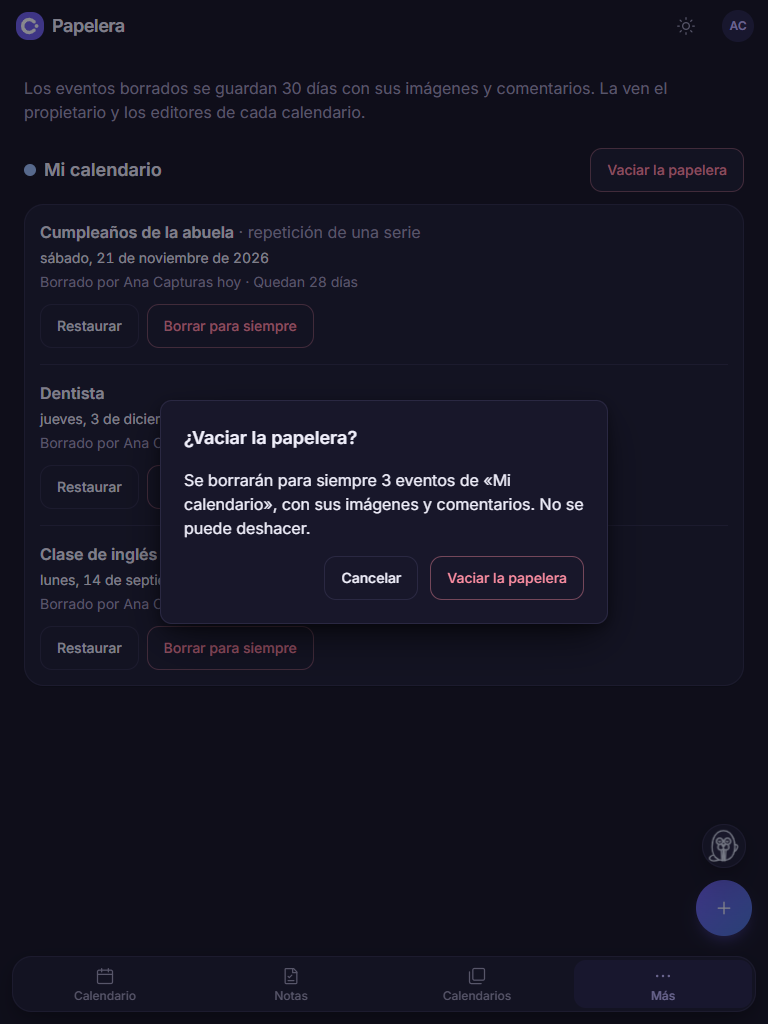 Papelera
AC
Los eventos borrados se guardan 30 días con sus imágenes y comentarios. La ven el
propietario y los editores de cada calendario.
Mi calendario
Vaciar la papelera
Cumpleaños de la abuela · repetición de una serie
sábado, 21 de noviembre de 2026
Borrado por Ana Capturas hoy · Quedan 28 días
Restaurar
Borrar para siempre
Dentista
jueves, 3 de
Borrado por Ana
Restaurar
¿Vaciar la papelera?
Se borrarán para siempre 3 eventos de «Mi
calendario», con sus imágenes y comentarios. No se
puede deshacer.
Cancelar
Vaciar la papelera
Clase de inglés
lunes, 14 de
Borrado por Ana
Restaurar
Borrar para siempre
+
Calendario
Notas
Calendarios
Más